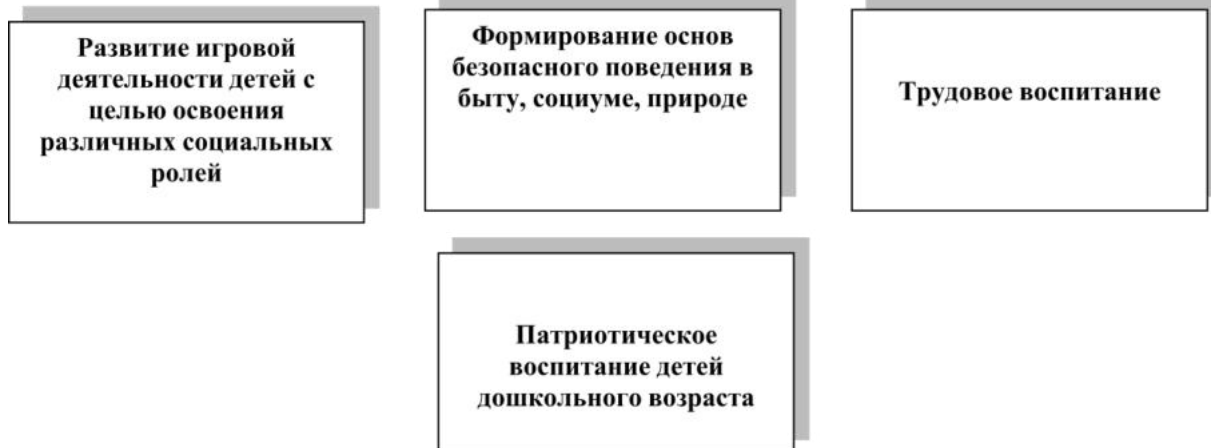 Развитие игровой
деятельности детей с
целью освоения
различных социальных
ролей
Формирование основ
безопасного поведения в
быту, социуме, природе
Трудовое воспитание
Патриотическое
воспитание детей
дошкольного возраста